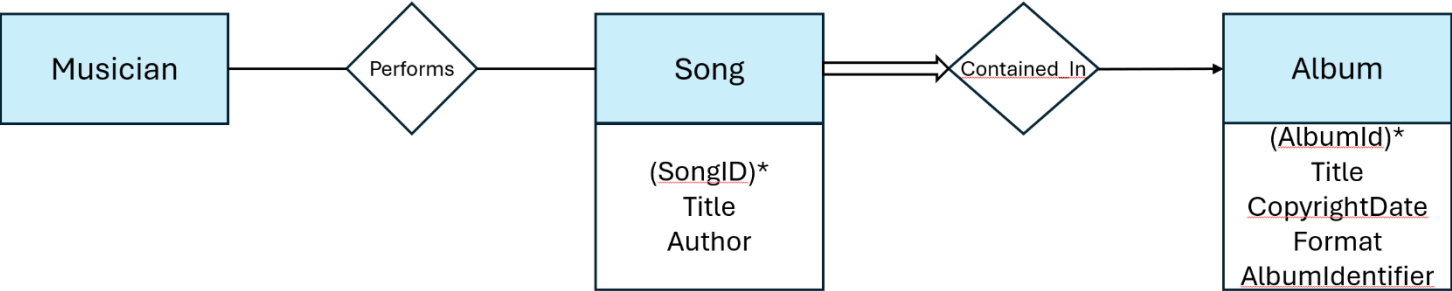 Musician
Performs
Song
Contained_In
Album
(SongID)*
Title
Author
(AlbumId)*
Title
CopyrightDate
Format
AlbumIdentifier